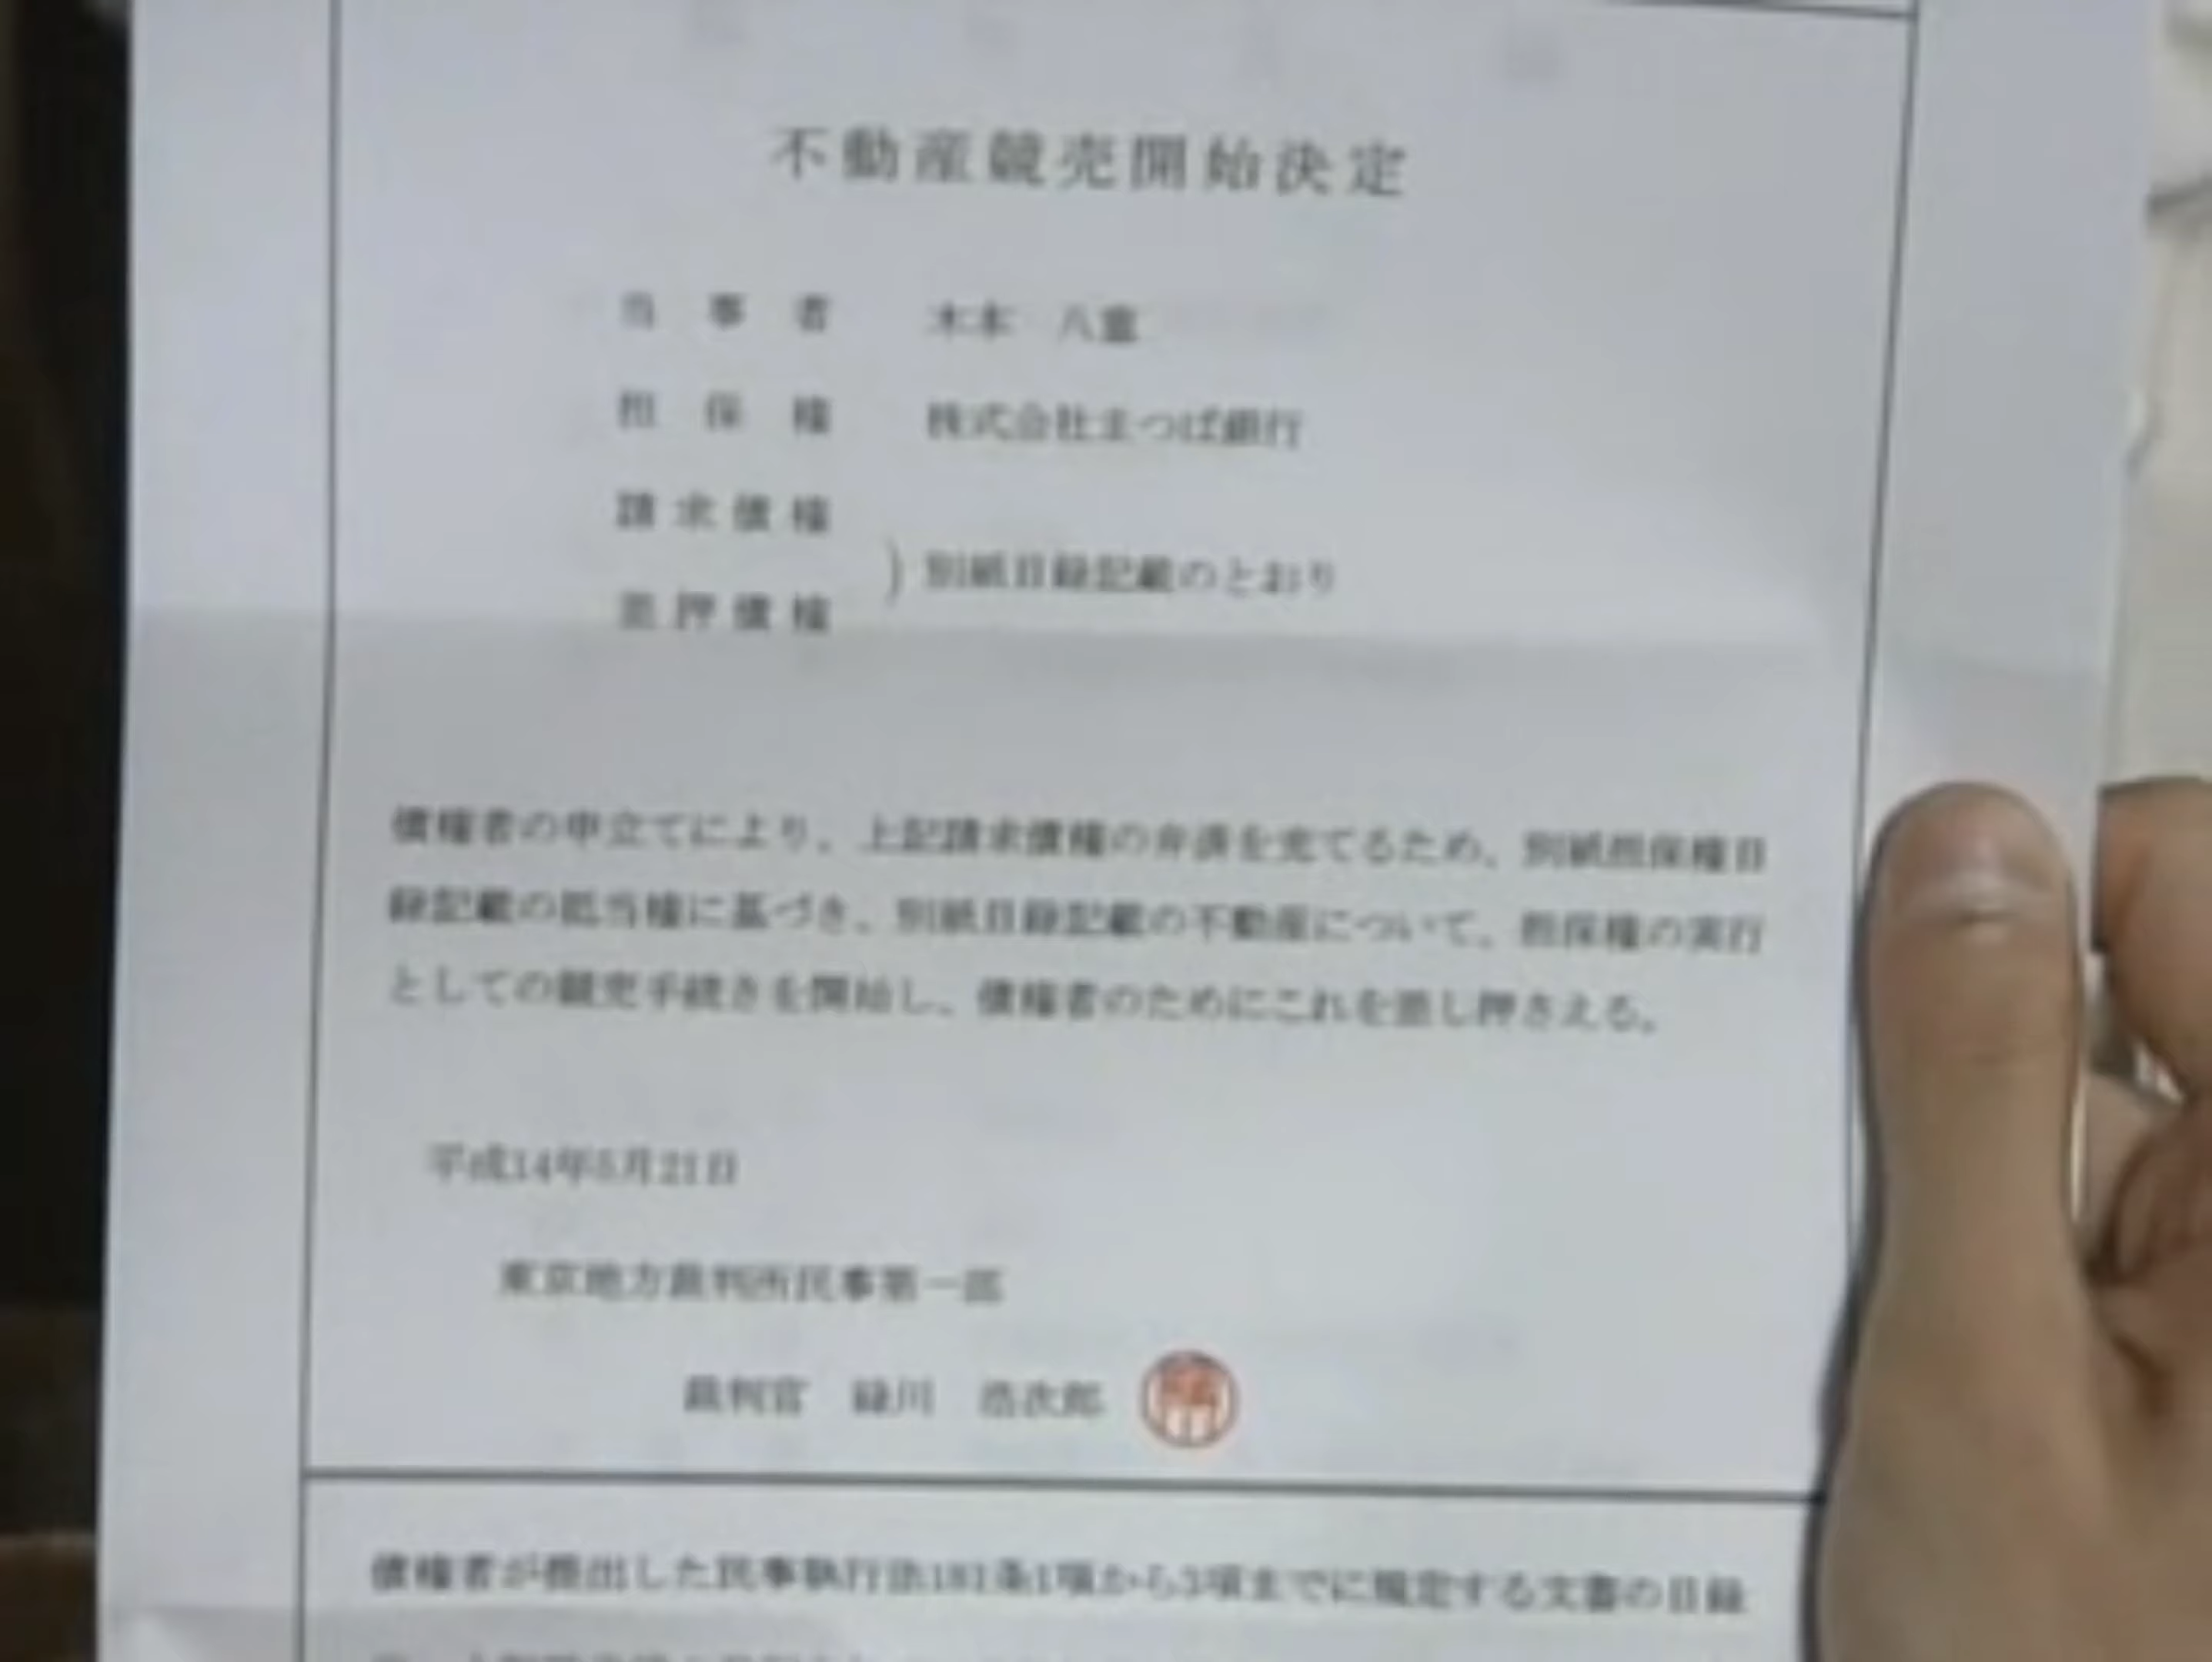 不動産競売開始決定
当事者 木本 八重
担保権 株式会社まつば銀行
請求債権
) 別紙目録記載のとおり
差押債権
債権者の申立てにより、上記請求債権の弁済を充てるため、別紙担保権目
録記載の抵当権に基づき、別紙目録記載の不動産について、担保権の実行
としての競売手続きを開始し、債権者のためにこれを差し押さえる。
平成14年5月21日
東京地方裁判所民事第一部
裁判官 緑川 浩次郎
債権者が提出した民事執行法181条1項から3項までに規定する文書の目録